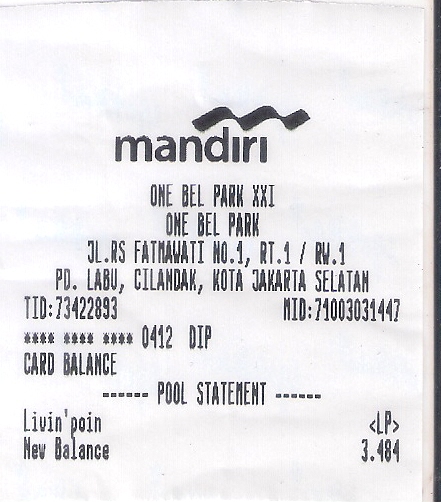 mandiri
ONE BEL PARK XXI
ONE BEL PARK
JL.RS FATMAWATI NO.1, RT.1 / RW.1
PD. LABU, CILANDAK, KOTA JAKARTA SELATAN
TID:73422893 MID:71003031447
**** **** **** 0412 DIP
CARD BALANCE
------ POOL STATEMENT ------
Livin'poin <LP>
New Balance 3.484